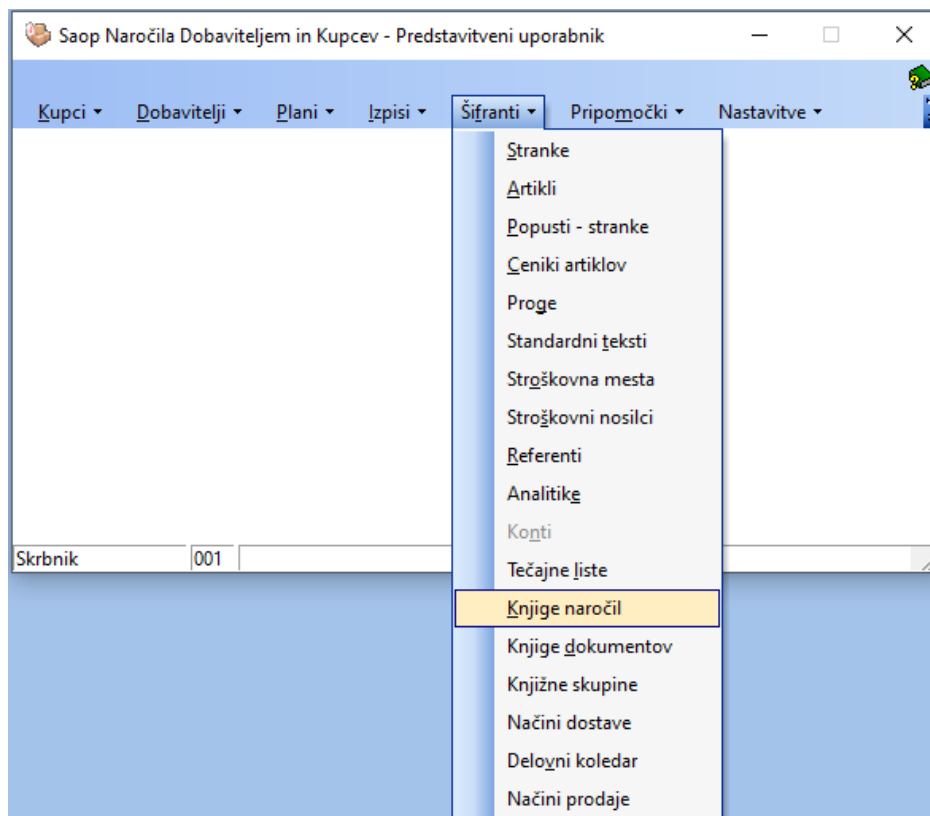 Saop Naročila Dobaviteljem in Kupcev - Predstavitveni uporabnik
Kupci Dobavitelji Plani Izpisi Šifranti Pripomočki Nastavitve
Stranke
Artikli
Popusti - stranke
Ceniki artiklov
Proge
Standardni teksti
Stroškovna mesta
Stroškovni nosilci
Referenti
Analitike
Konti
Skrbnik 001
Tečajne liste
Knjige naročil
Knjige dokumentov
Knjižne skupine
Načini dostave
Delovni koledar
Načini prodaje